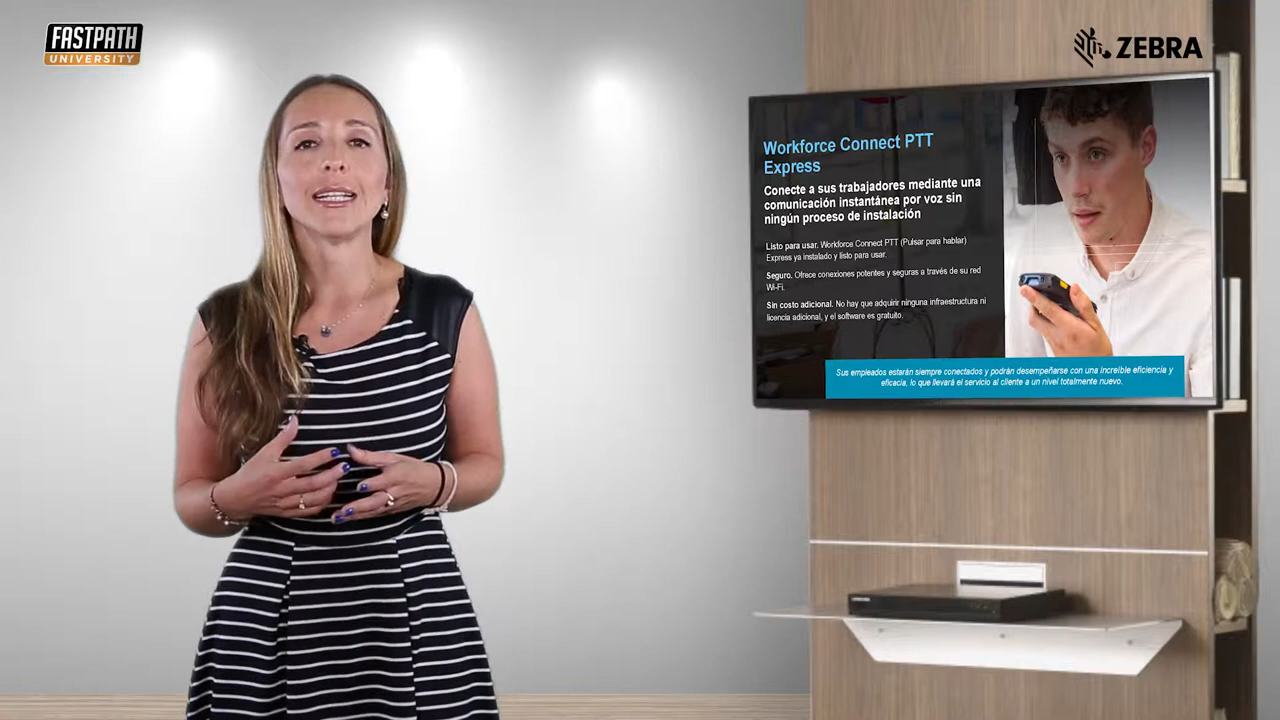 FASTPATH
UNIVERSITY
ZEBRA
Workforce Connect PTT
Express
Conecte a sus trabajadores mediante una
comunicación instantánea por voz sin
ningún proceso de instalación
Listo para usar. Workforce Connect PTT (Pulsar para hablar)
Express ya instalado y listo para usar.
Seguro. Ofrece conexiones potentes y seguras a través de su red
Wi-Fi.
Sin costo adicional. No hay que adquirir ninguna infraestructura ni
licencia adicional, y el software es gratuito.
Sus empleados estarán siempre conectados y podrán desempeñarse con una increíble eficiencia y
eficacia, lo que llevará el servicio al cliente a un nivel totalmente nuevo.